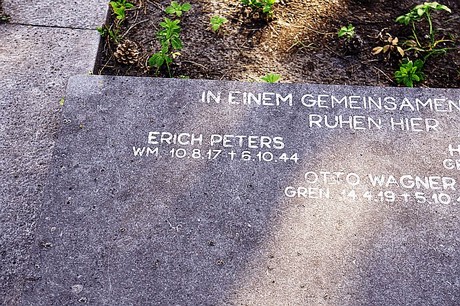 IN EINEM GEMEINSAMEN
RUHEN HIER
ERICH PETERS
WM 10.8.17 † 5.10.44
H
OTTO WAGNER
GREN 14.4.19 † 5.10.4